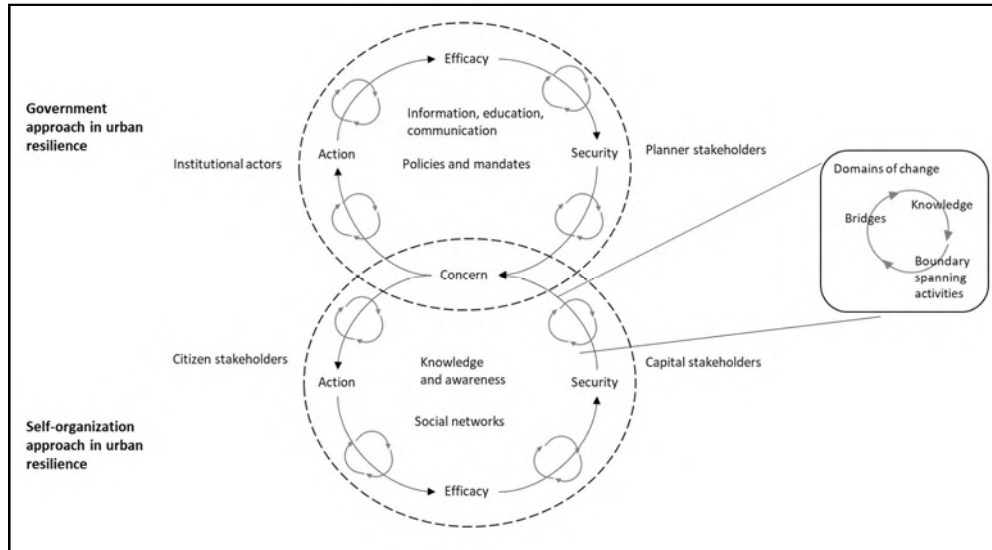 Efficacy
Government
approach in urban
resilience
Information, education,
communication
Institutional actors
Action
Policies and mandates
Security
Planner stakeholders
Domains of change
Knowledge
Bridges
Boundary
spanning
activities
Concern
Citizen stakeholders
Action
Knowledge
and awareness
Security
Capital stakeholders
Social networks
Self-organization
approach in urban
resilience
Efficacy